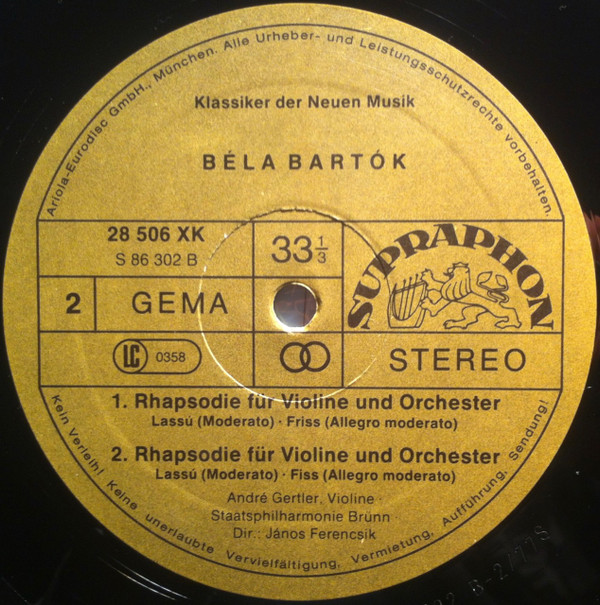 Ariola-Eurodisc GmbH., München. Alle Urheber- und Leistungsschutzrechte vorbehalten.
Klassiker der Neuen Musik
BÉLA BARTÓK
28 506 XK
S 86 302 B
33 1/3
SUPRAPHON
2
GEMA
LC 0358
STEREO
1. Rhapsodie für Violine und Orchester
Lassú (Moderato) · Friss (Allegro moderato)
2. Rhapsodie für Violine und Orchester
Lassú (Moderato) · Fiss (Allegro moderato)
André Gertler, Violine ·
Staatsphilharmonie Brünn ·
Dir.: János Ferencsik
Kein Verleih! Keine unerlaubte Vervielfältigung, Vermietung, Aufführung, Sendung!